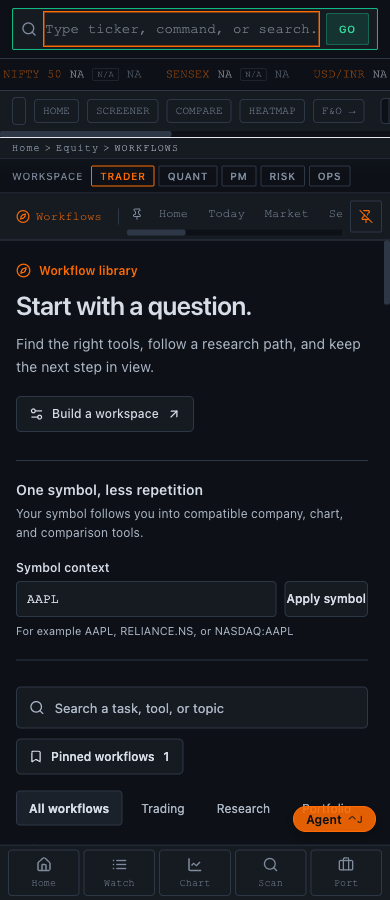 Type ticker, command, or search. GO
NIFTY 50 NA N/A NA SENSEX NA N/A NA USD/INR NA
HOME SCREENER COMPARE HEATMAP F&O →
Home > Equity > WORKFLOWS
WORKSPACE TRADER QUANT PM RISK OPS
Workflows Home Today Market Se
Workflow library
Start with a question.
Find the right tools, follow a research path, and keep
the next step in view.
Build a workspace
One symbol, less repetition
Your symbol follows you into compatible company, chart,
and comparison tools.
Symbol context
AAPL Apply symbol
For example AAPL, RELIANCE.NS, or NASDAQ:AAPL
Search a task, tool, or topic
Pinned workflows 1
All workflows Trading Research Portfolio
Agent ^J
Home Watch Chart Scan Port